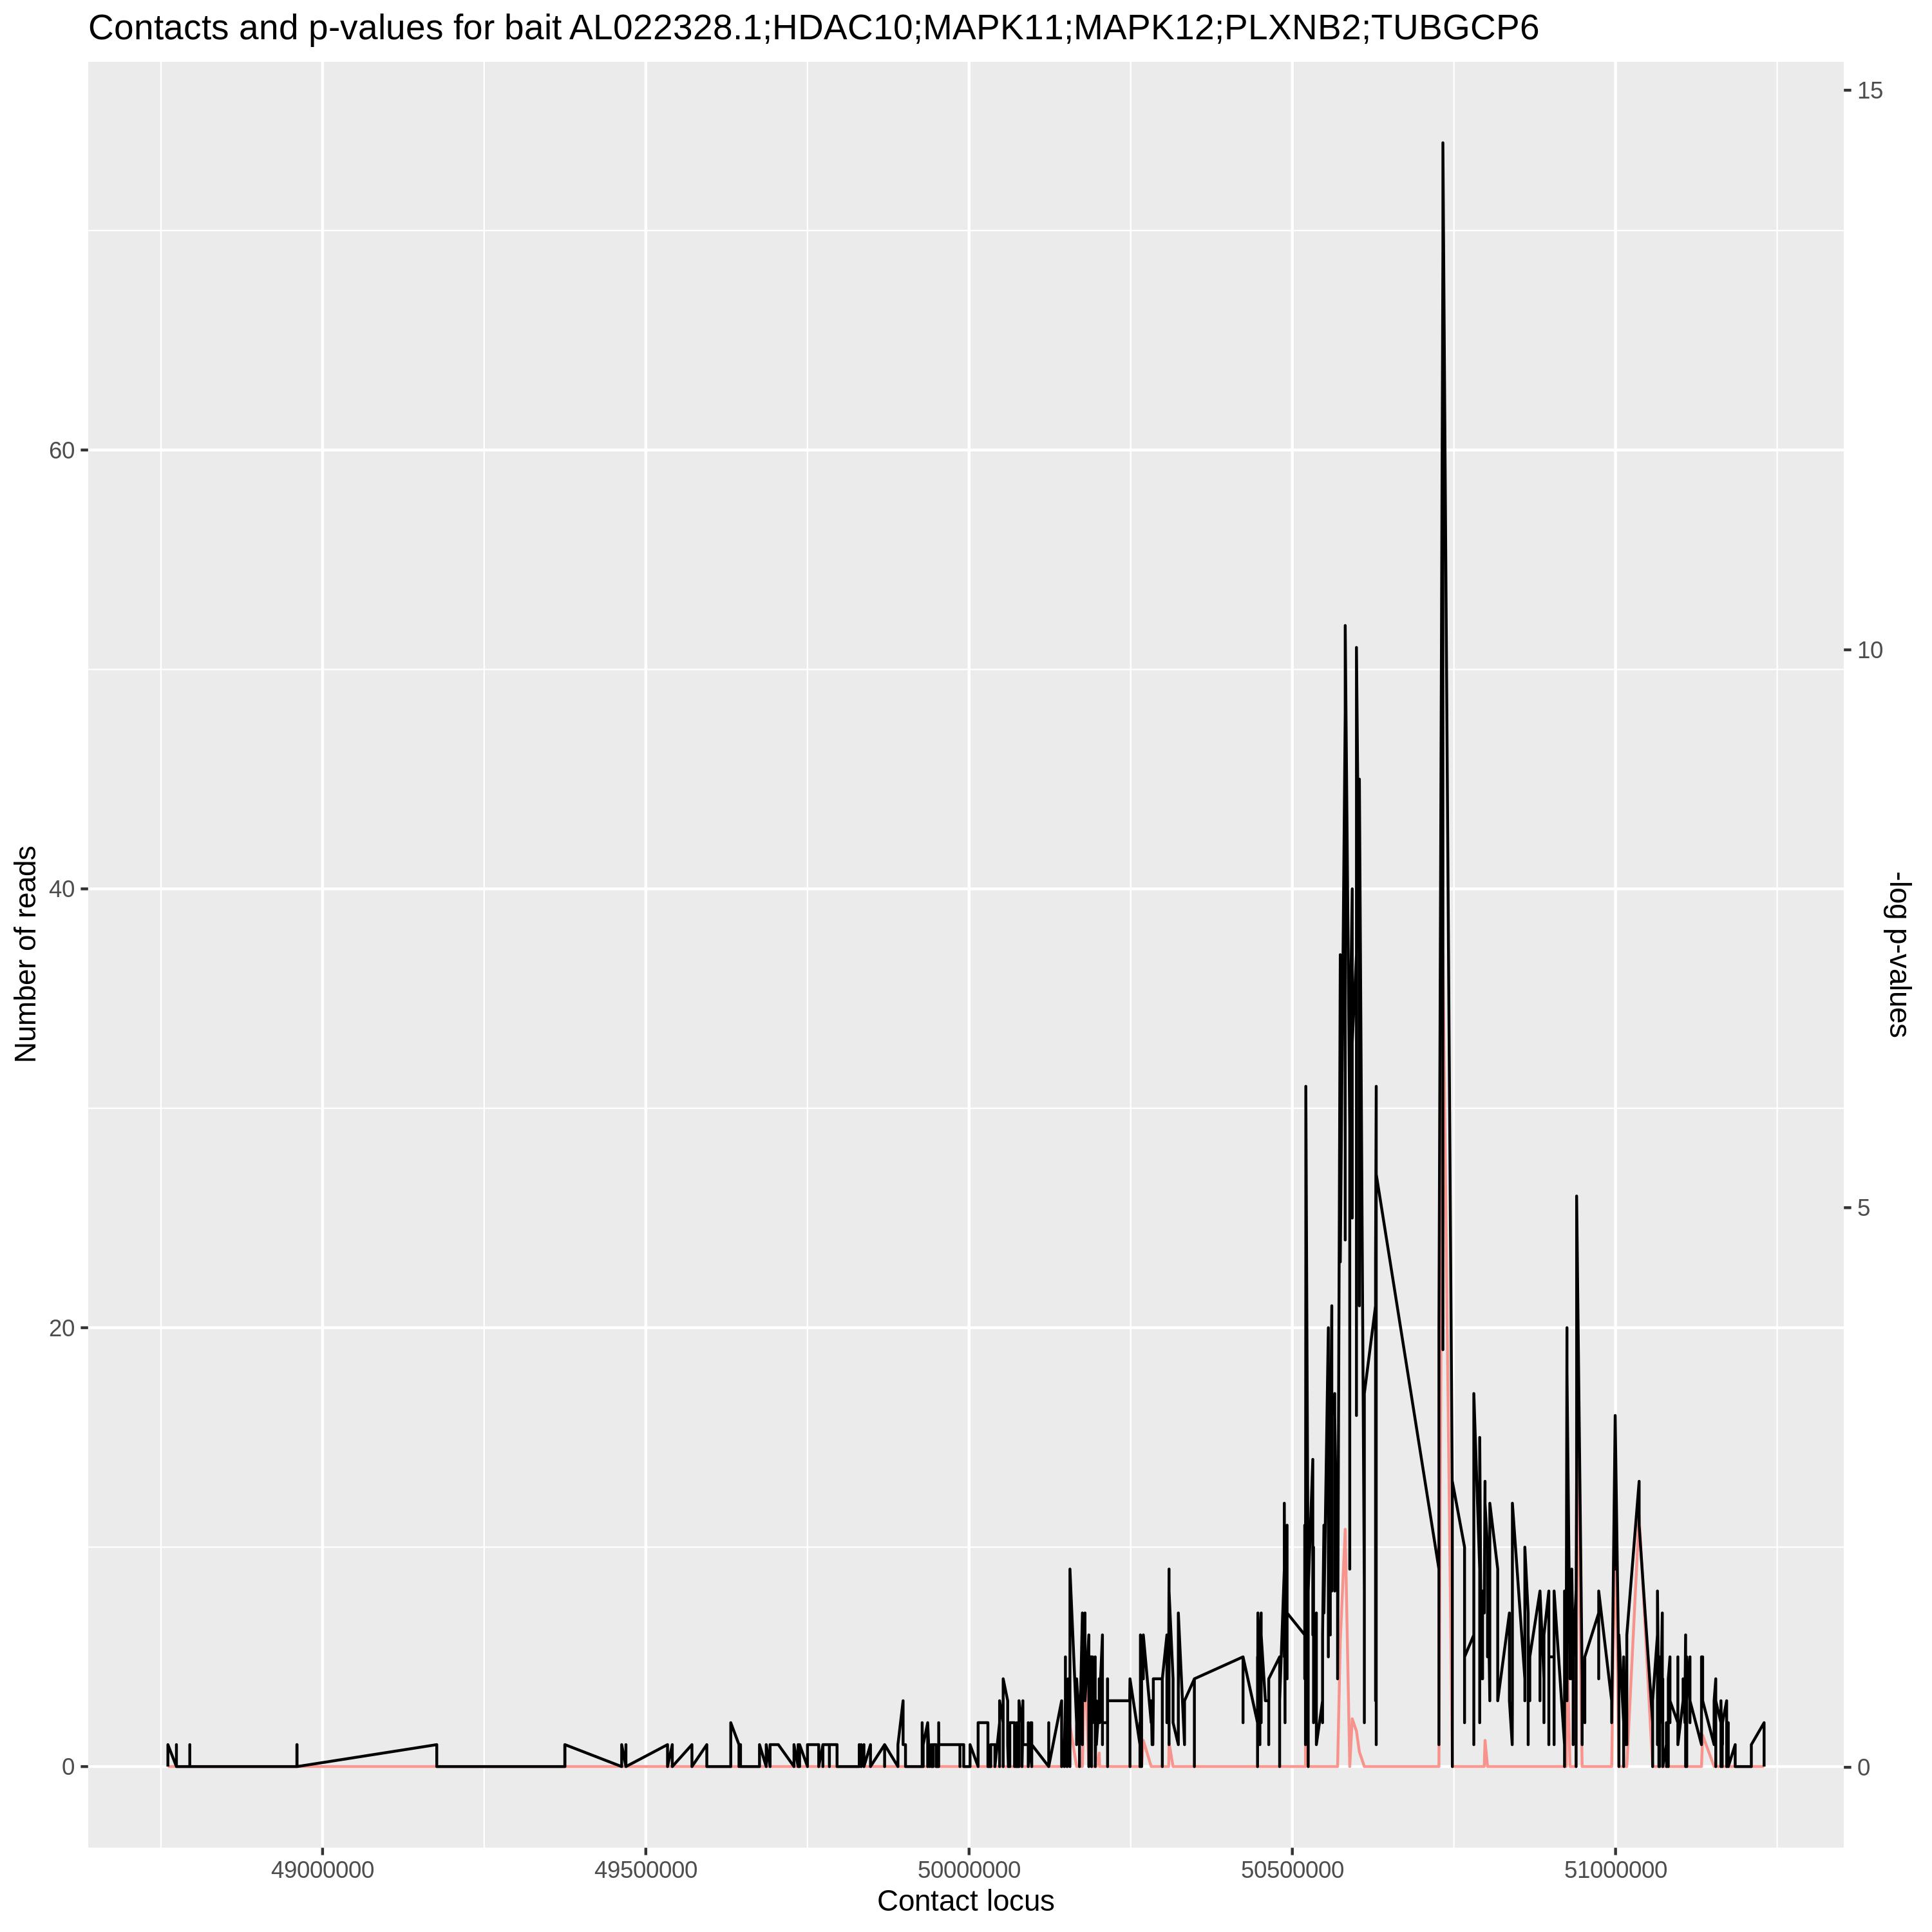 Contacts and p-values for bait AL022328.1;HDAC10;MAPK11;MAPK12;PLXNB2;TUBGCP6
15
60
10
40
Number of reads
-log p-values
5
20
0
0
49000000 49500000 50000000 50500000 51000000
Contact locus